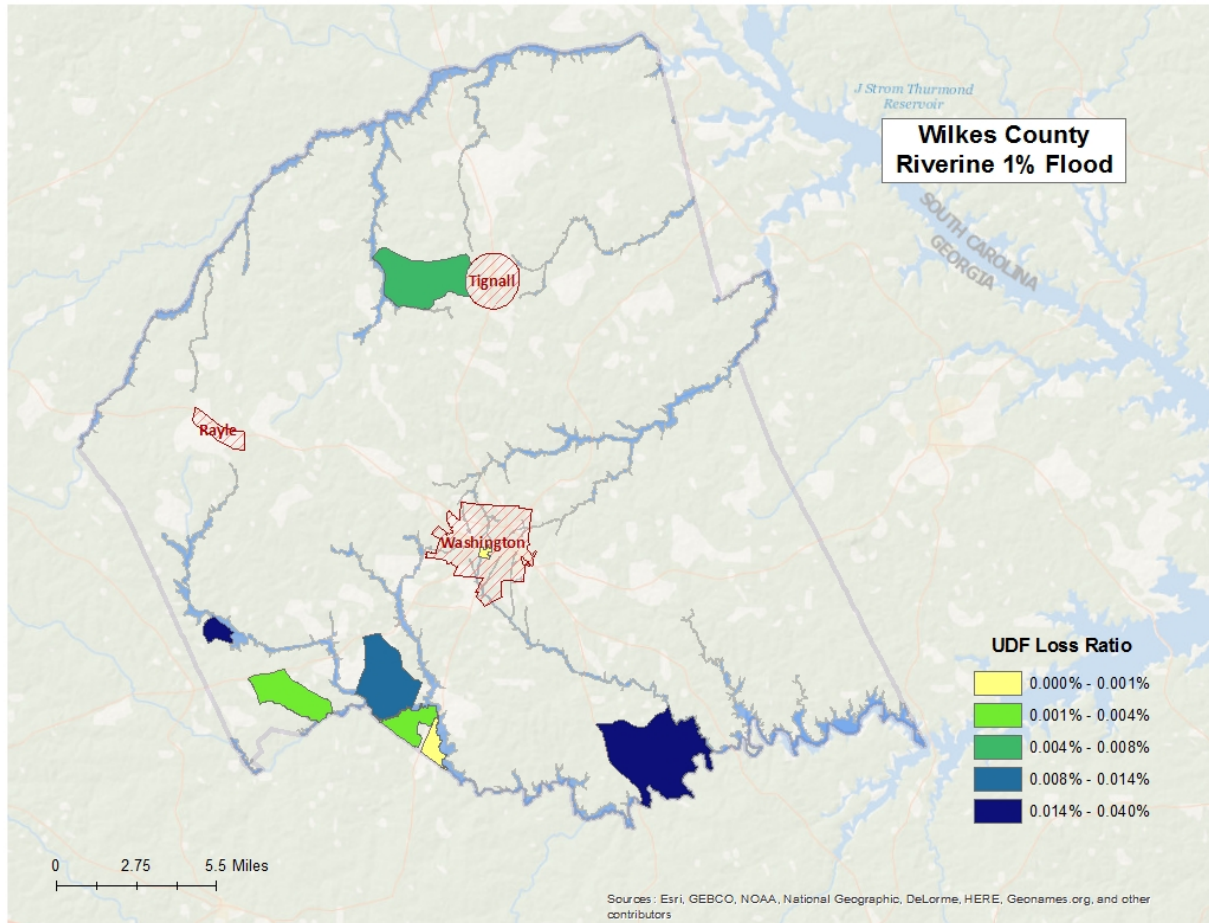 J Strom Thurmond
Reservoir
Wilkes County
Riverine 1% Flood
SOUTH CAROLINA
GEORGIA
Tignall
Rayle
Washington
UDF Loss Ratio
0.000% - 0.001%
0.001% - 0.004%
0.004% - 0.008%
0.008% - 0.014%
0.014% - 0.040%
0 2.75 5.5 Miles
Sources: Esri, GEBCO, NOAA, National Geographic, DeLorme, HERE, Geonames.org, and other
contributors